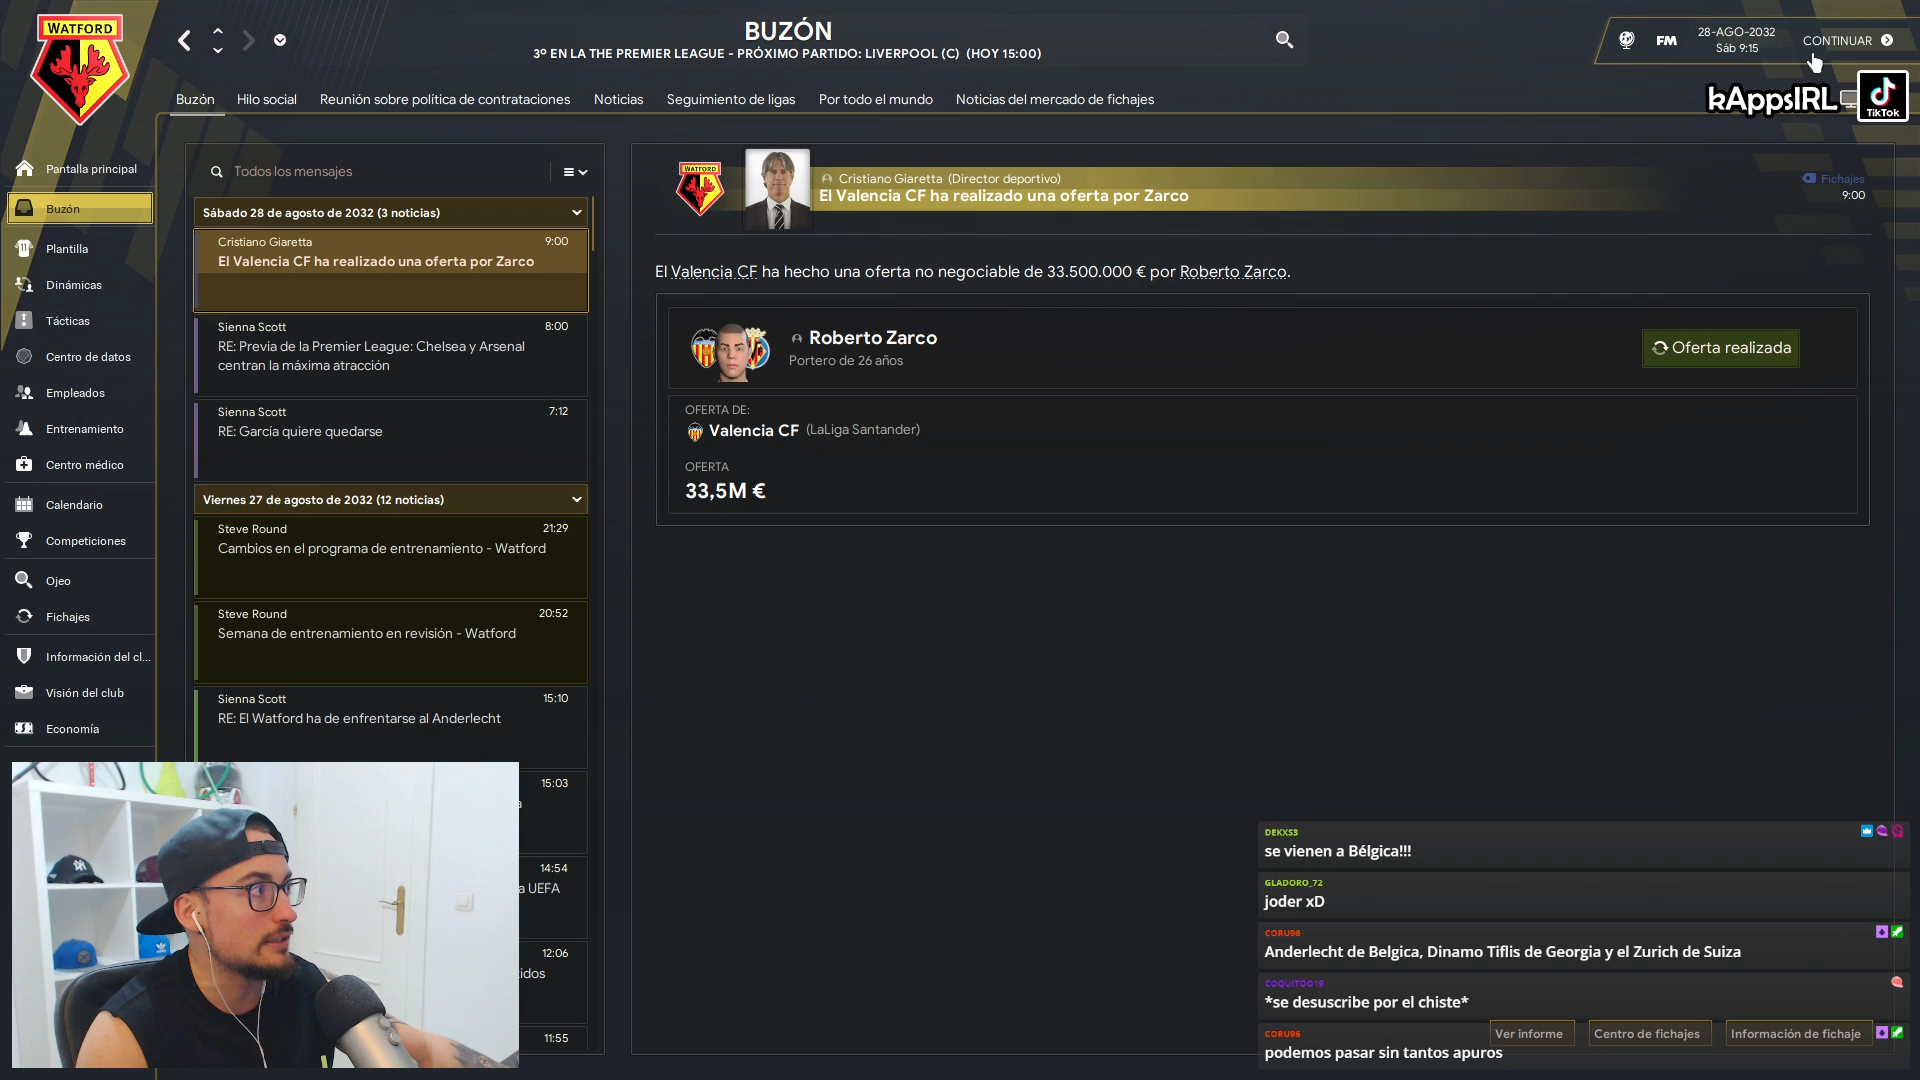 WATFORD
BUZÓN
3º EN LA THE PREMIER LEAGUE - PRÓXIMO PARTIDO: LIVERPOOL (C) (HOY 15:00)
FM
28-AGO-2032
Sáb 9:15
CONTINUAR
kAppsIRL
TikTok
Buzón
Hilo social
Reunión sobre política de contrataciones
Noticias
Seguimiento de ligas
Por todo el mundo
Noticias del mercado de fichajes
Pantalla principal
Buzón
Plantilla
Dinámicas
Tácticas
Centro de datos
Empleados
Entrenamiento
Centro médico
Calendario
Competiciones
Ojeo
Fichajes
Información del cl...
Visión del club
Economía
Todos los mensajes
Sábado 28 de agosto de 2032 (3 noticias)
Cristiano Giaretta 9:00
El Valencia CF ha realizado una oferta por Zarco
Sienna Scott 8:00
RE: Previa de la Premier League: Chelsea y Arsenal
centran la máxima atracción
Sienna Scott 7:12
RE: García quiere quedarse
Viernes 27 de agosto de 2032 (12 noticias)
Steve Round 21:29
Cambios en el programa de entrenamiento - Watford
Steve Round 20:52
Semana de entrenamiento en revisión - Watford
Sienna Scott 15:10
RE: El Watford ha de enfrentarse al Anderlecht
15:03
a
14:54
a UEFA
12:06
idos
11:55
WATFORD
Cristiano Giaretta (Director deportivo)
El Valencia CF ha realizado una oferta por Zarco
Fichajes
9:00
El Valencia CF ha hecho una oferta no negociable de 33.500.000 € por Roberto Zarco.
Roberto Zarco
Portero de 26 años
Oferta realizada
OFERTA DE:
Valencia CF (LaLiga Santander)
OFERTA
33,5M €
DEKXS3
se vienen a Bélgica!!!
GLADORO_72
joder xD
CORU96
Anderlecht de Belgica, Dinamo Tiflis de Georgia y el Zurich de Suiza
COQUITOO19
*se desuscribe por el chiste*
CORU96
podemos pasar sin tantos apuros
Ver informe
Centro de fichajes
Información de fichaje